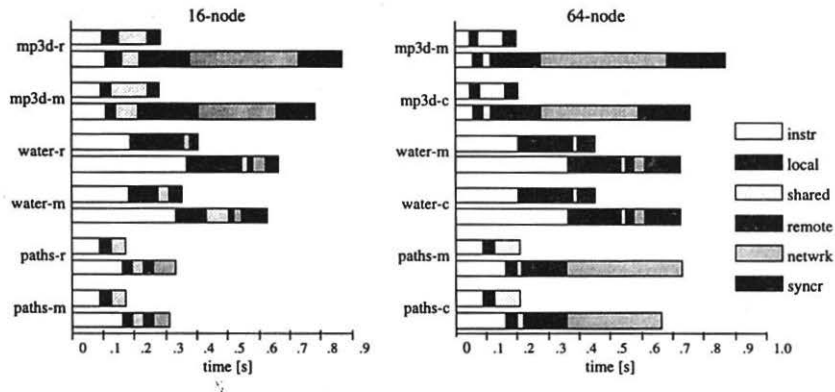 16-node
mp3d-r
mp3d-m
water-r
water-m
paths-r
paths-m
0 .1 .2 .3 .4 .5 .6 .7 .8 .9
time [s]
64-node
mp3d-m
mp3d-c
water-m
water-c
paths-m
paths-c
0 .1 .2 .3 .4 .5 .6 .7 .8 .9 1.0
time [s]
instr
local
shared
remote
netwrk
syncr